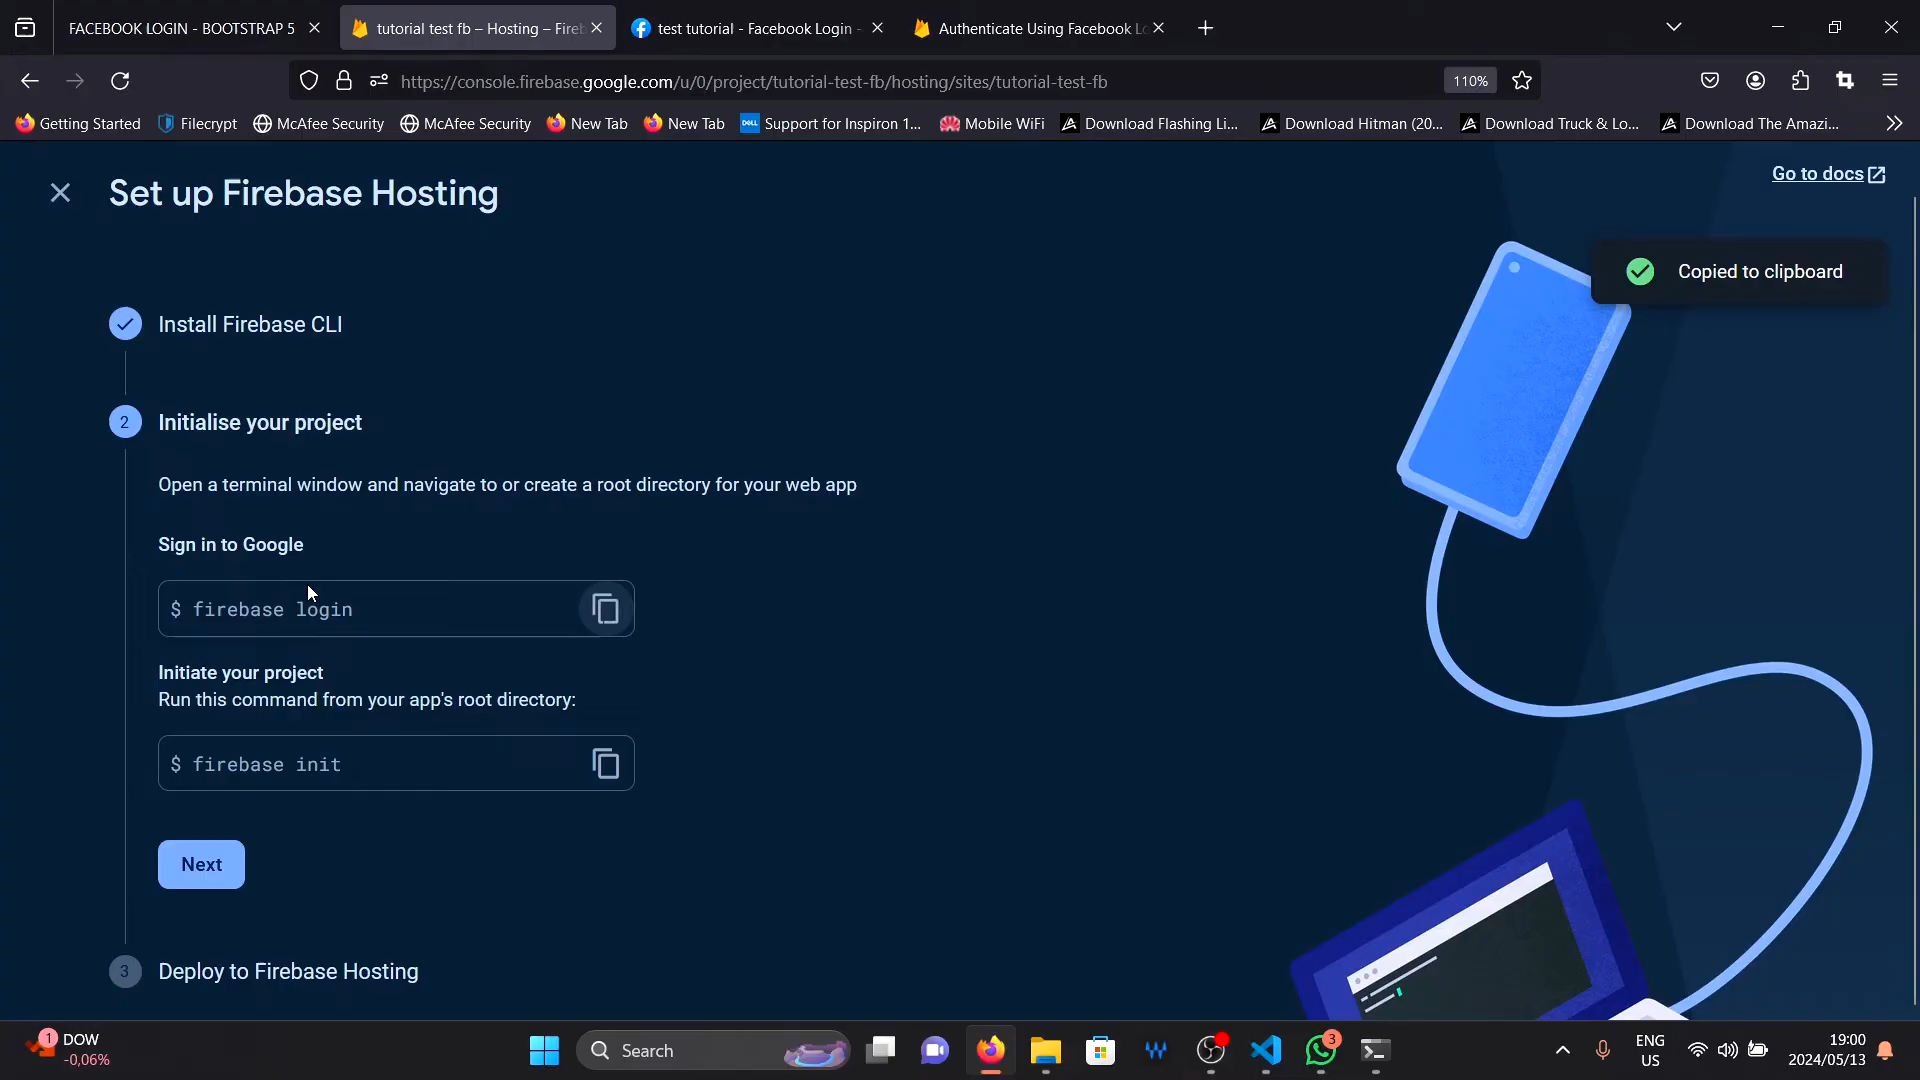 FACEBOOK LOGIN - BOOTSTRAP 5
tutorial test fb – Hosting – Fireb
test tutorial - Facebook Login -
Authenticate Using Facebook Lo
https://console.firebase.google.com/u/0/project/tutorial-test-fb/hosting/sites/tutorial-test-fb
110%
Getting Started
Filecrypt
McAfee Security
McAfee Security
New Tab
New Tab
DELL
Support for Inspiron 1...
Mobile WiFi
Download Flashing Li...
Download Hitman (20...
Download Truck & Lo...
Download The Amazi...
Set up Firebase Hosting
Go to docs
Copied to clipboard
Install Firebase CLI
2 Initialise your project
Open a terminal window and navigate to or create a root directory for your web app
Sign in to Google
$ firebase login
Initiate your project
Run this command from your app's root directory:
$ firebase init
Next
3 Deploy to Firebase Hosting
1
DOW
-0,06%
Search
3
ENG
US
19:00
2024/05/13